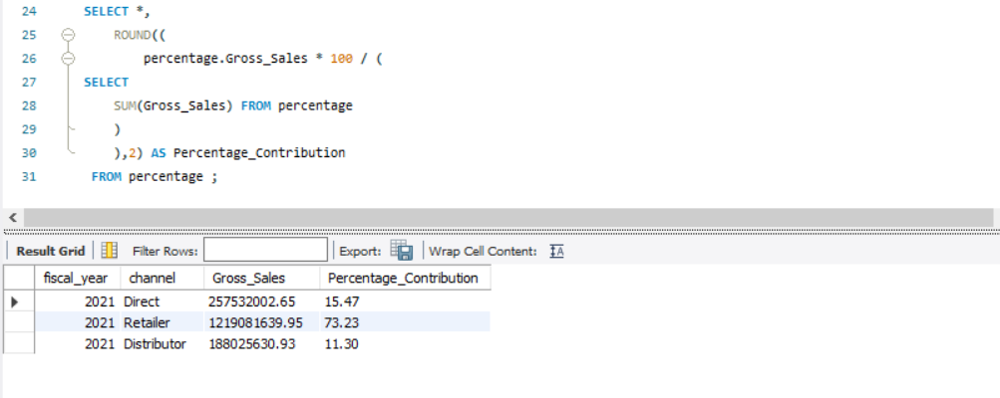 24 SELECT *,
25 ROUND((
26 percentage.Gross_Sales * 100 / (
27 SELECT
28 SUM(Gross_Sales) FROM percentage
29 )
30 ),2) AS Percentage_Contribution
31 FROM percentage ;
Result Grid Filter Rows: Export: Wrap Cell Content: IA
fiscal_year channel Gross_Sales Percentage_Contribution
2021 Direct 257532002.65 15.47
2021 Retailer 1219081639.95 73.23
2021 Distributor 188025630.93 11.30